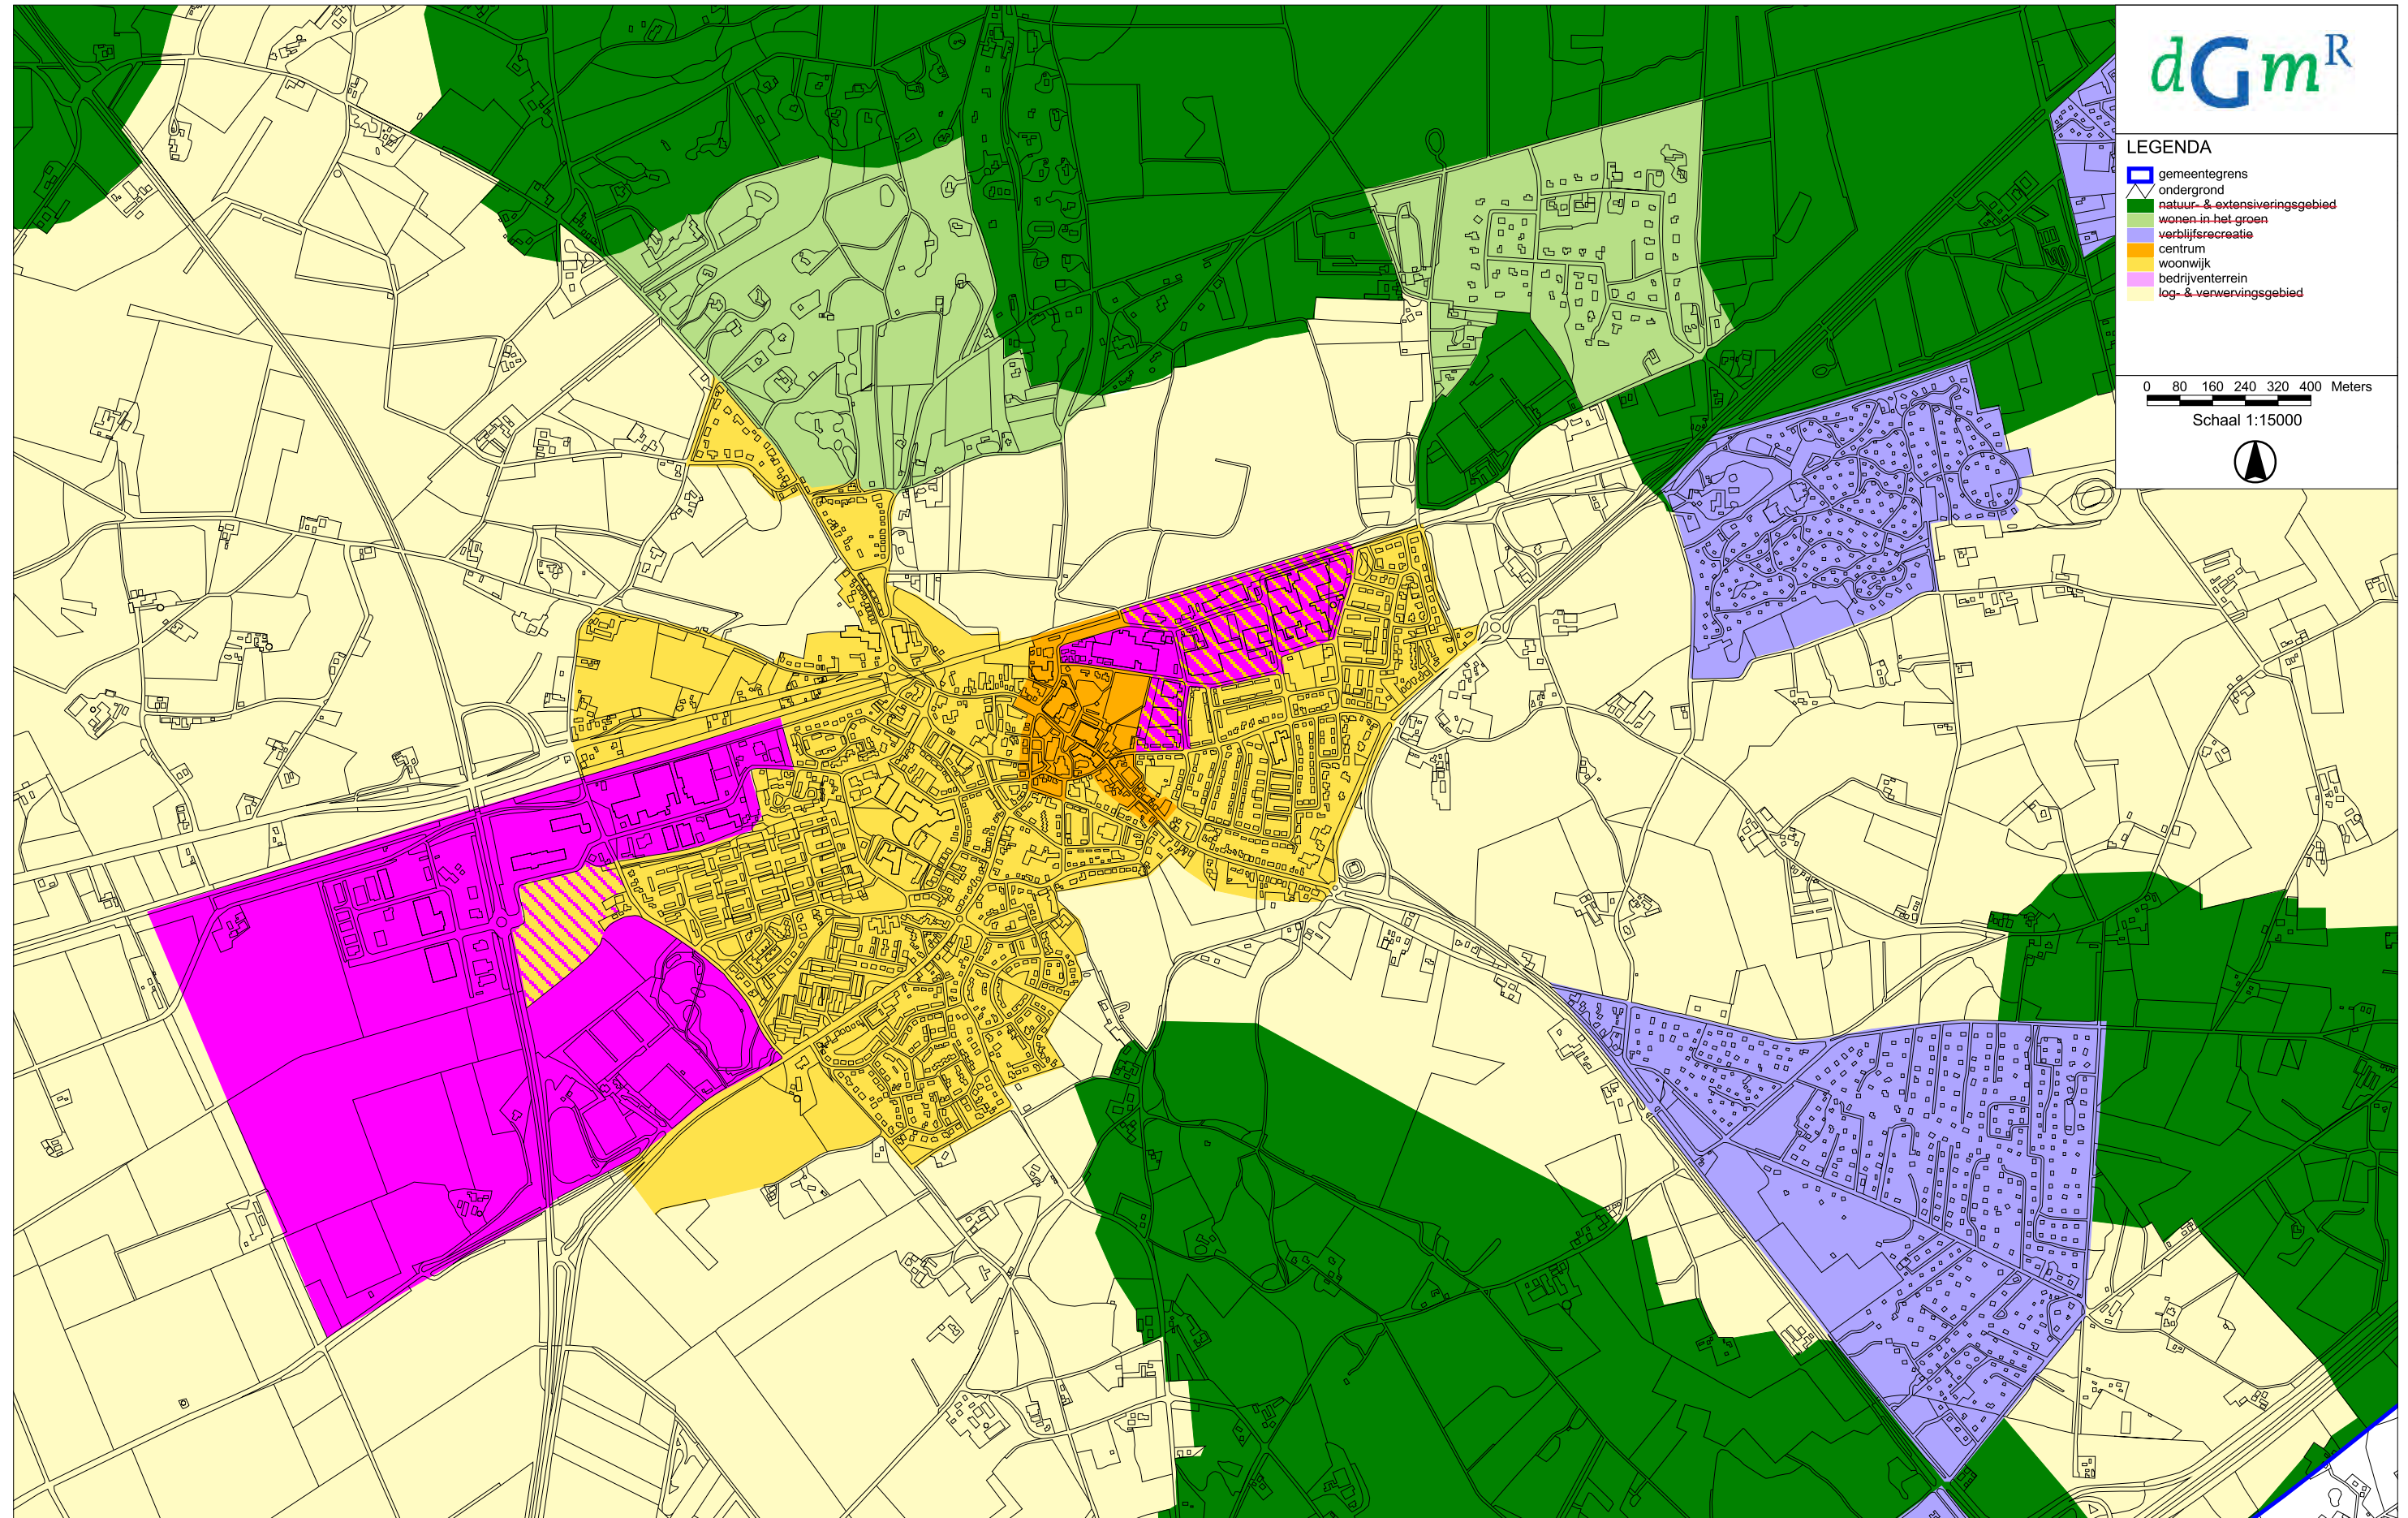 dGmR
LEGENDA
gemeentegrens
ondergrond
natuur- & extensiveringsgebied
wonen in het groen
verblijfsrecreatie
centrum
woonwijk
bedrijventerrein
log- & verwervingsgebied
0 80 160 240 320 400 Meters
Schaal 1:15000